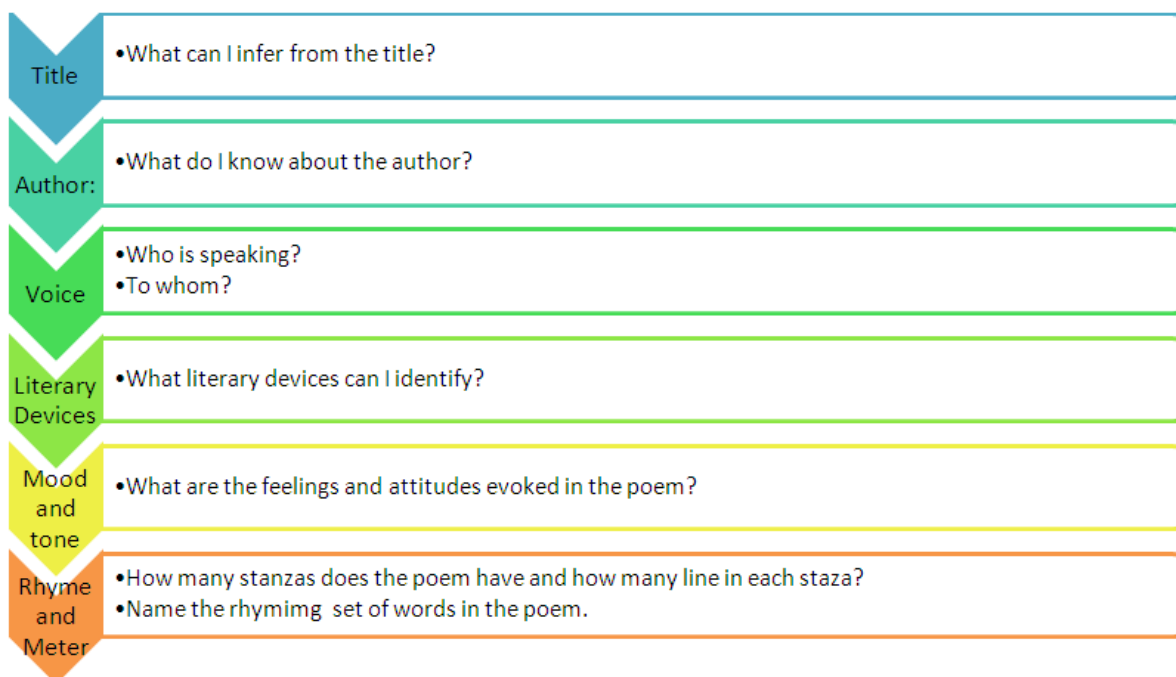 Title
•What can I infer from the title?
Author:
•What do I know about the author?
Voice
•Who is speaking?
•To whom?
Literary
Devices
•What literary devices can I identify?
Mood
and
tone
•What are the feelings and attitudes evoked in the poem?
Rhyme
and
Meter
•How many stanzas does the poem have and how many line in each staza?
•Name the rhymimg  set of words in the poem.